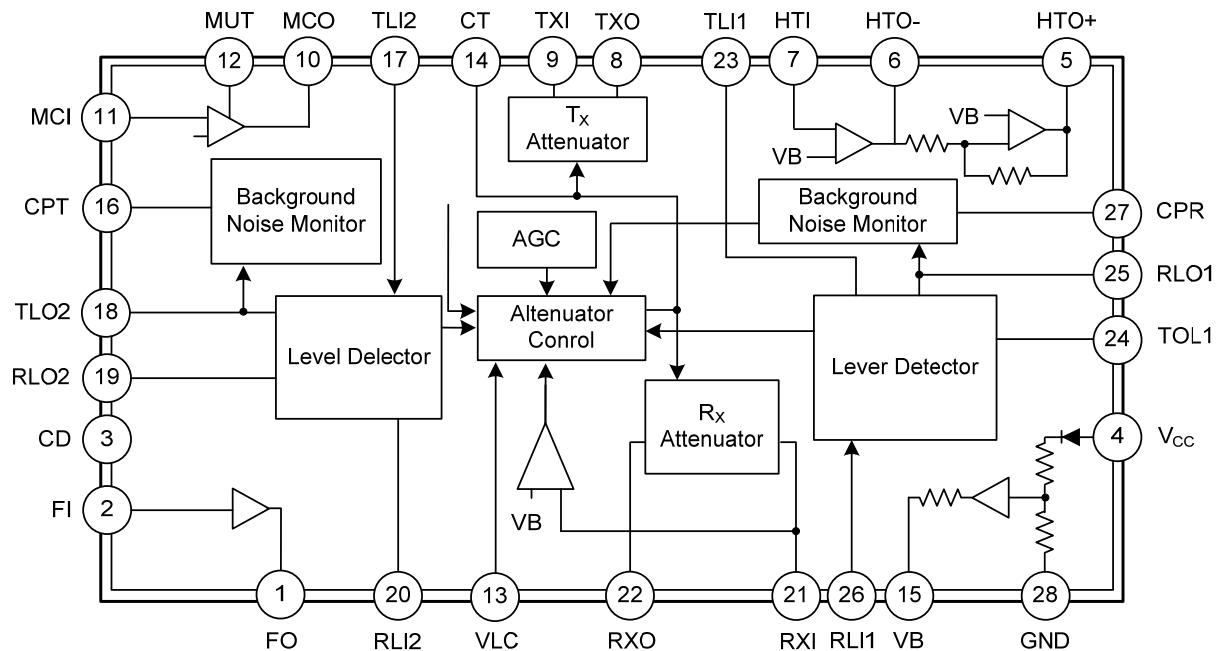 MUT
MCO
TLI2
CT
TXI
TXO
TLI1
HTI
HTO-
HTO+
12
10
17
14
9
8
23
7
6
5
MCI
11
TX
Attenuator
VB
VB
CPT
16
Background
Noise Monitor
Background
Noise Monitor
27
CPR
AGC
25
RLO1
TLO2
18
Altenuator
Conrol
Level Delector
Lever Detector
24
TOL1
RLO2
19
RX
Attenuator
CD
3
4
VCC
FI
2
VB
1
20
13
22
21
26
15
28
FO
RLI2
VLC
RXO
RXI
RLI1
VB
GND